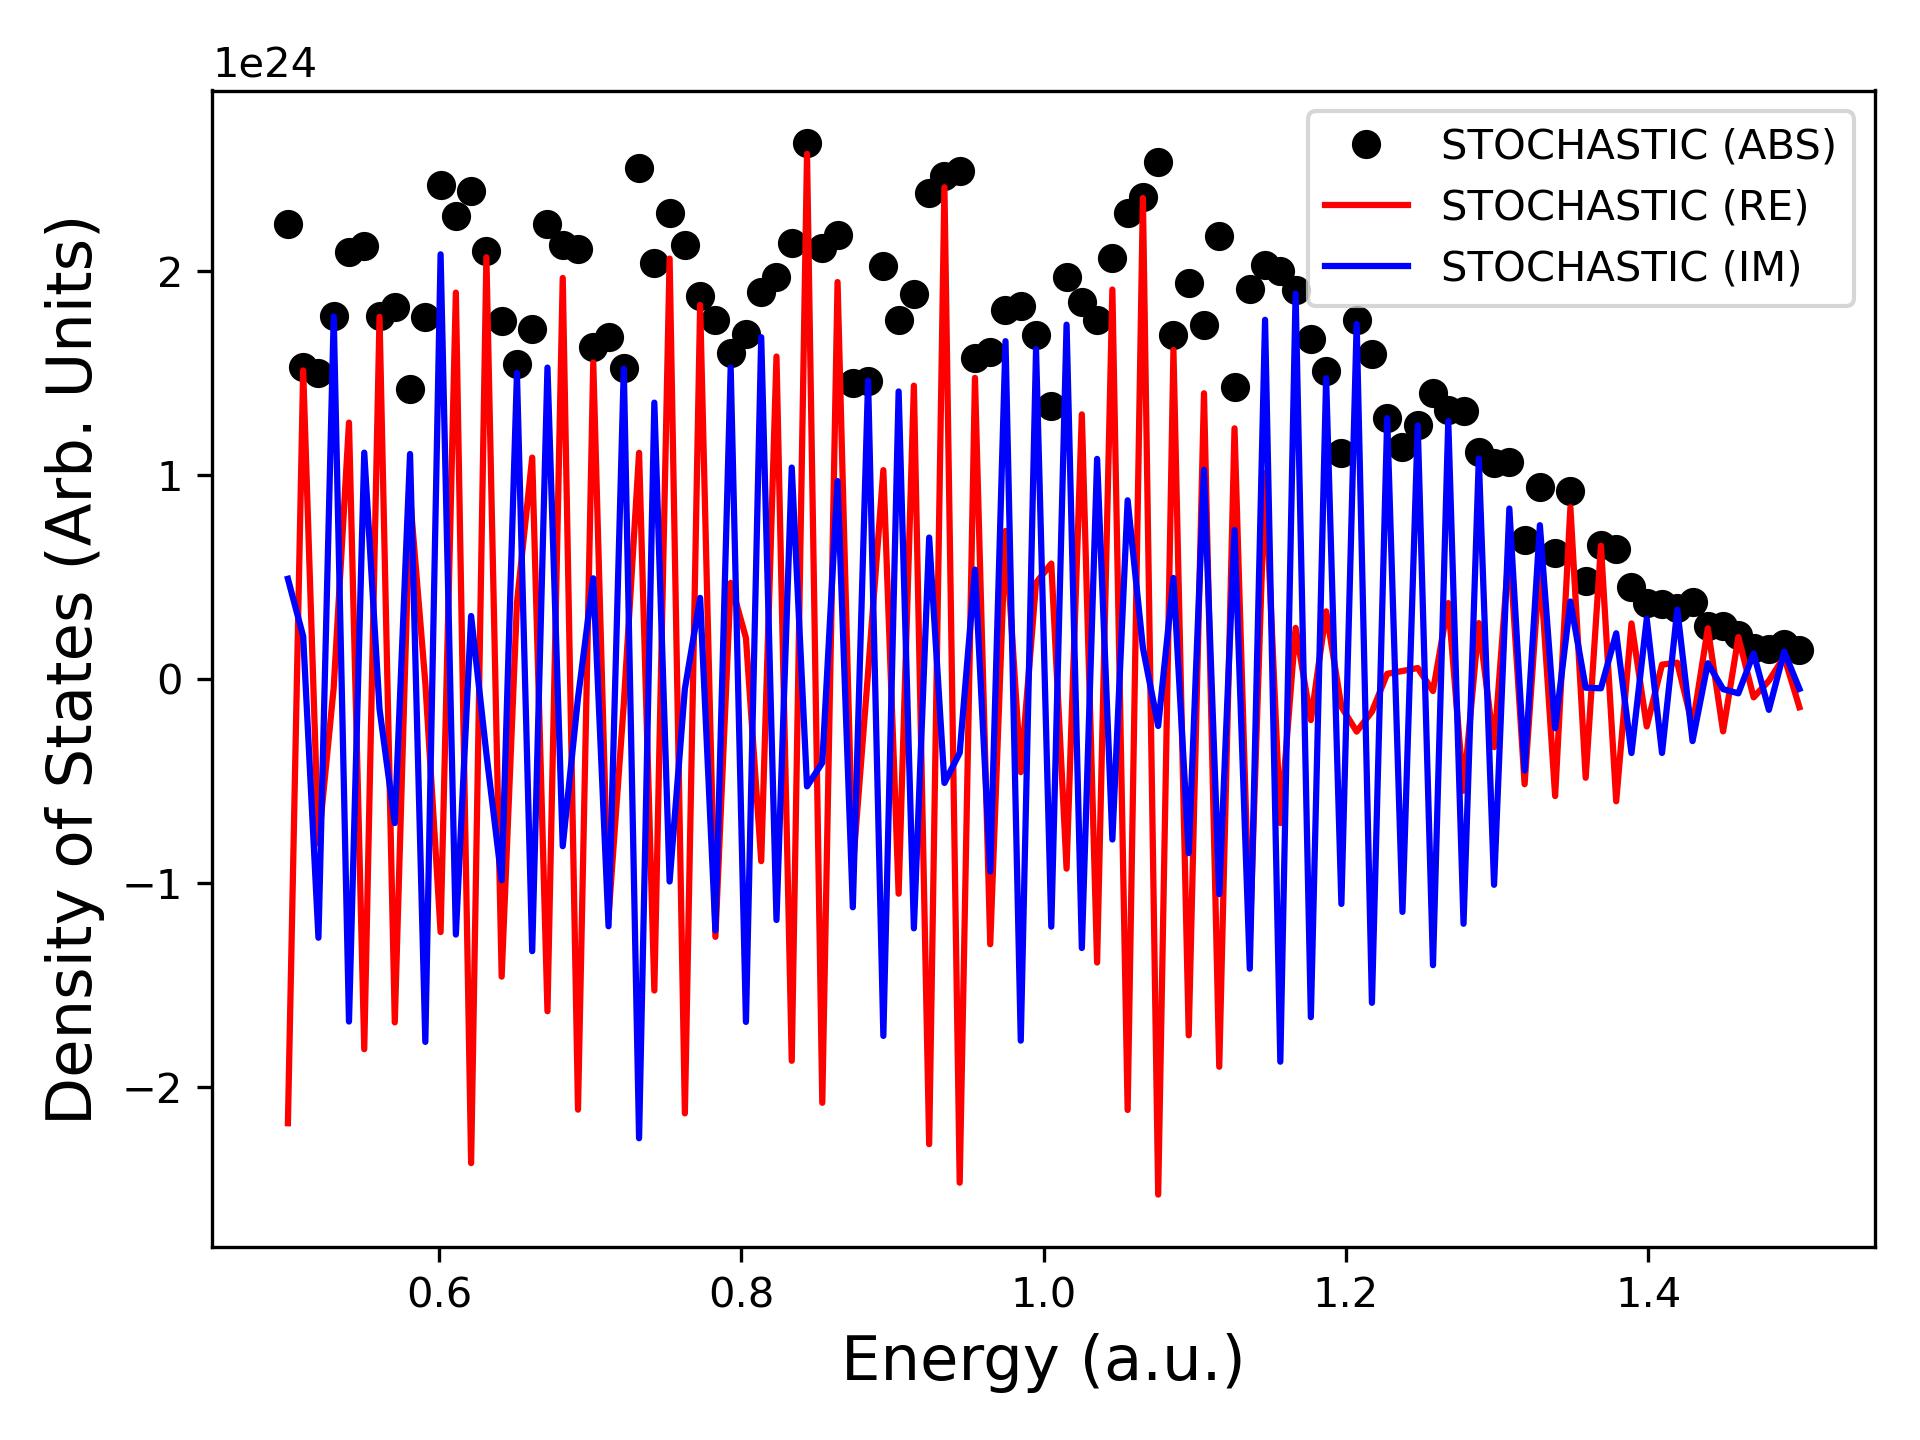 1e24
STOCHASTIC (ABS)
STOCHASTIC (RE)
STOCHASTIC (IM)
Density of States (Arb. Units)
2
1
0
−1
−2
0.6 0.8 1.0 1.2 1.4
Energy (a.u.)